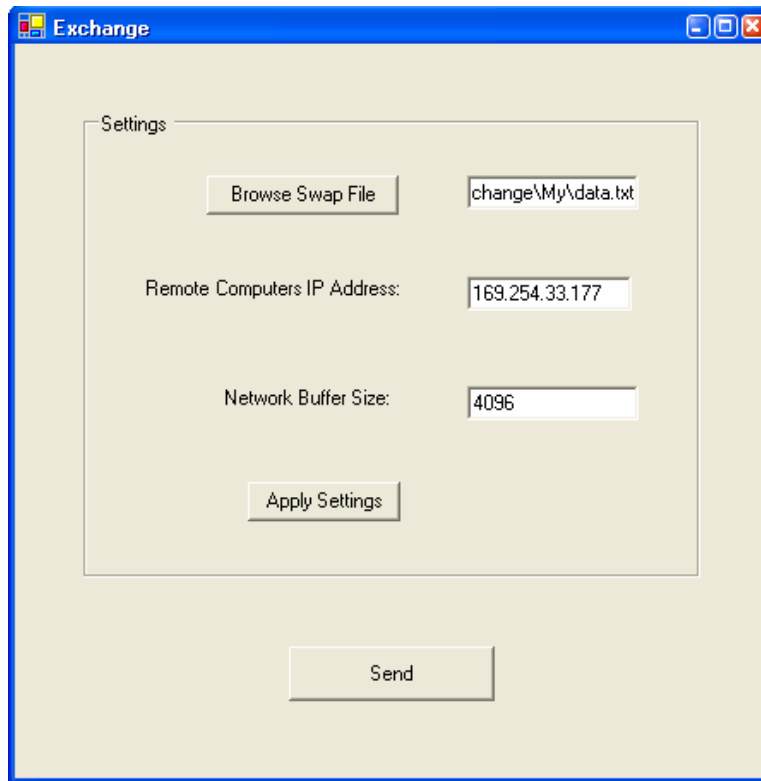 Exchange
Settings
Browse Swap File
change\My\data.txt
Remote Computers IP Address:
169.254.33.177
Network Buffer Size:
4096
Apply Settings
Send